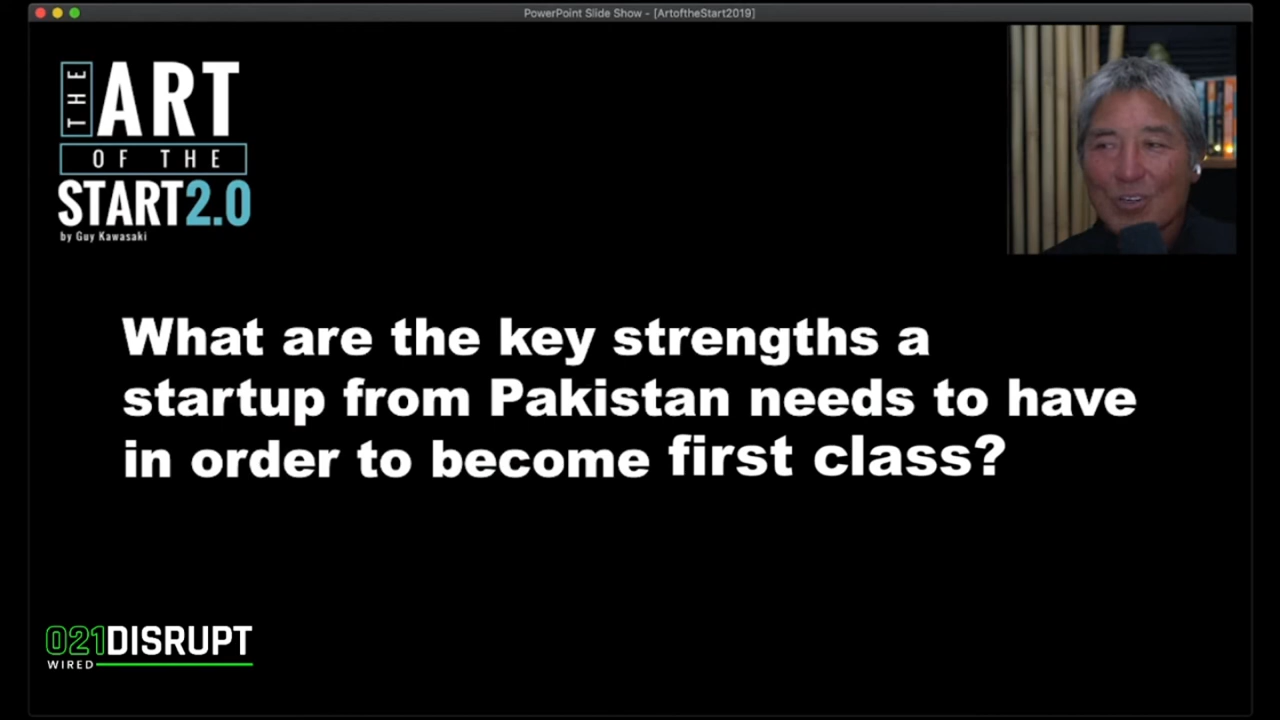 PowerPoint Slide Show - [ArtoftheStart2019]
THE ART
OF THE
START2.0
by Guy Kawasaki
What are the key strengths a
startup from Pakistan needs to have
in order to become first class?
021DISRUPT
WIRED